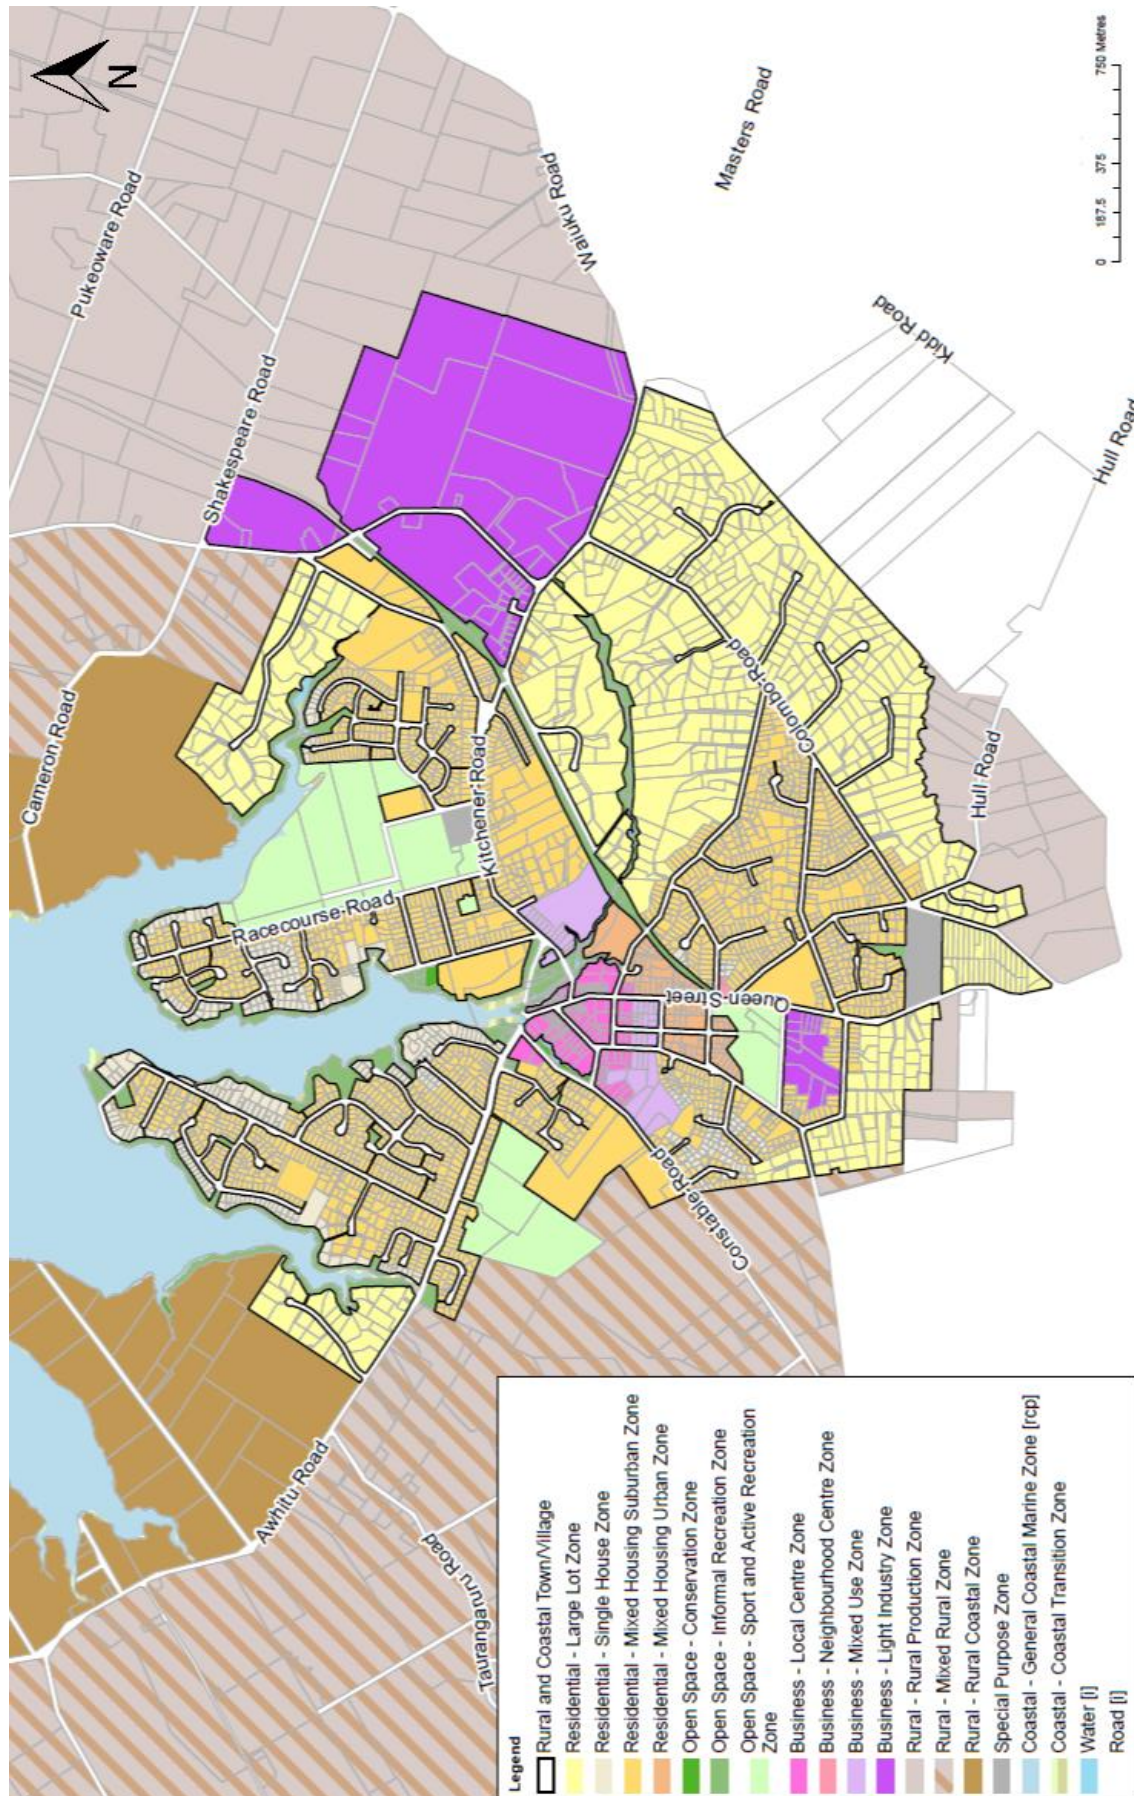 N
Pukeoware Road
Shakespeare Road
Waiuku Road
Masters Road
0 187.5 375 750 Metres
Kidd Road
Hull Road
Cameron Road
Kitchener Road
Racecourse Road
Colombo Road
Hull Road
Queen Street
Constable Road
Awhitu Road
Taurangaruru Road
Legend
Rural and Coastal Town/Village
Residential - Large Lot Zone
Residential - Single House Zone
Residential - Mixed Housing Suburban Zone
Residential - Mixed Housing Urban Zone
Open Space - Conservation Zone
Open Space - Informal Recreation Zone
Open Space - Sport and Active Recreation
Zone
Business - Local Centre Zone
Business - Neighbourhood Centre Zone
Business - Mixed Use Zone
Business - Light Industry Zone
Rural - Rural Production Zone
Rural - Mixed Rural Zone
Rural - Rural Coastal Zone
Special Purpose Zone
Coastal - General Coastal Marine Zone [rcp]
Coastal - Coastal Transition Zone
Water [i]
Road [i]